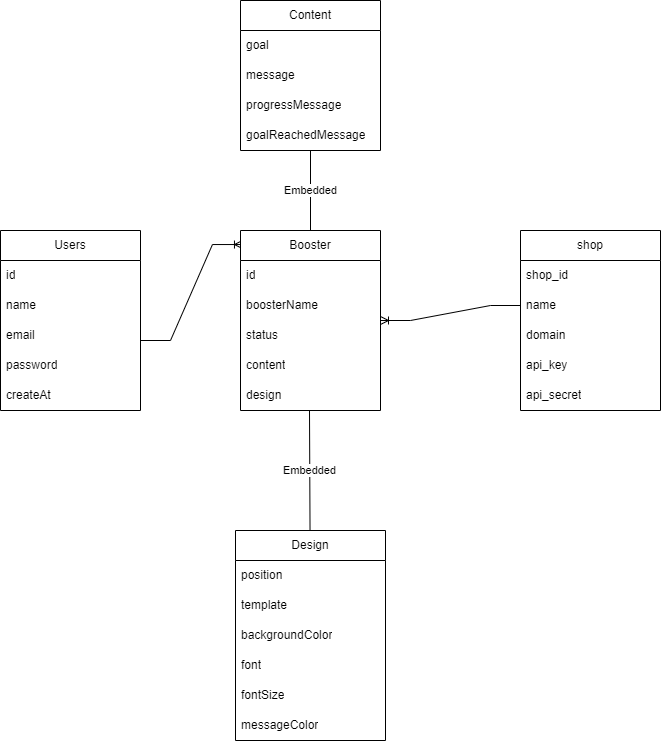 Content
goal
message
progressMessage
goalReachedMessage
Embedded
Users
id
name
email
password
createAt
Booster
id
boosterName
status
content
design
shop
shop_id
name
domain
api_key
api_secret
Embedded
Design
position
template
backgroundColor
font
fontSize
messageColor